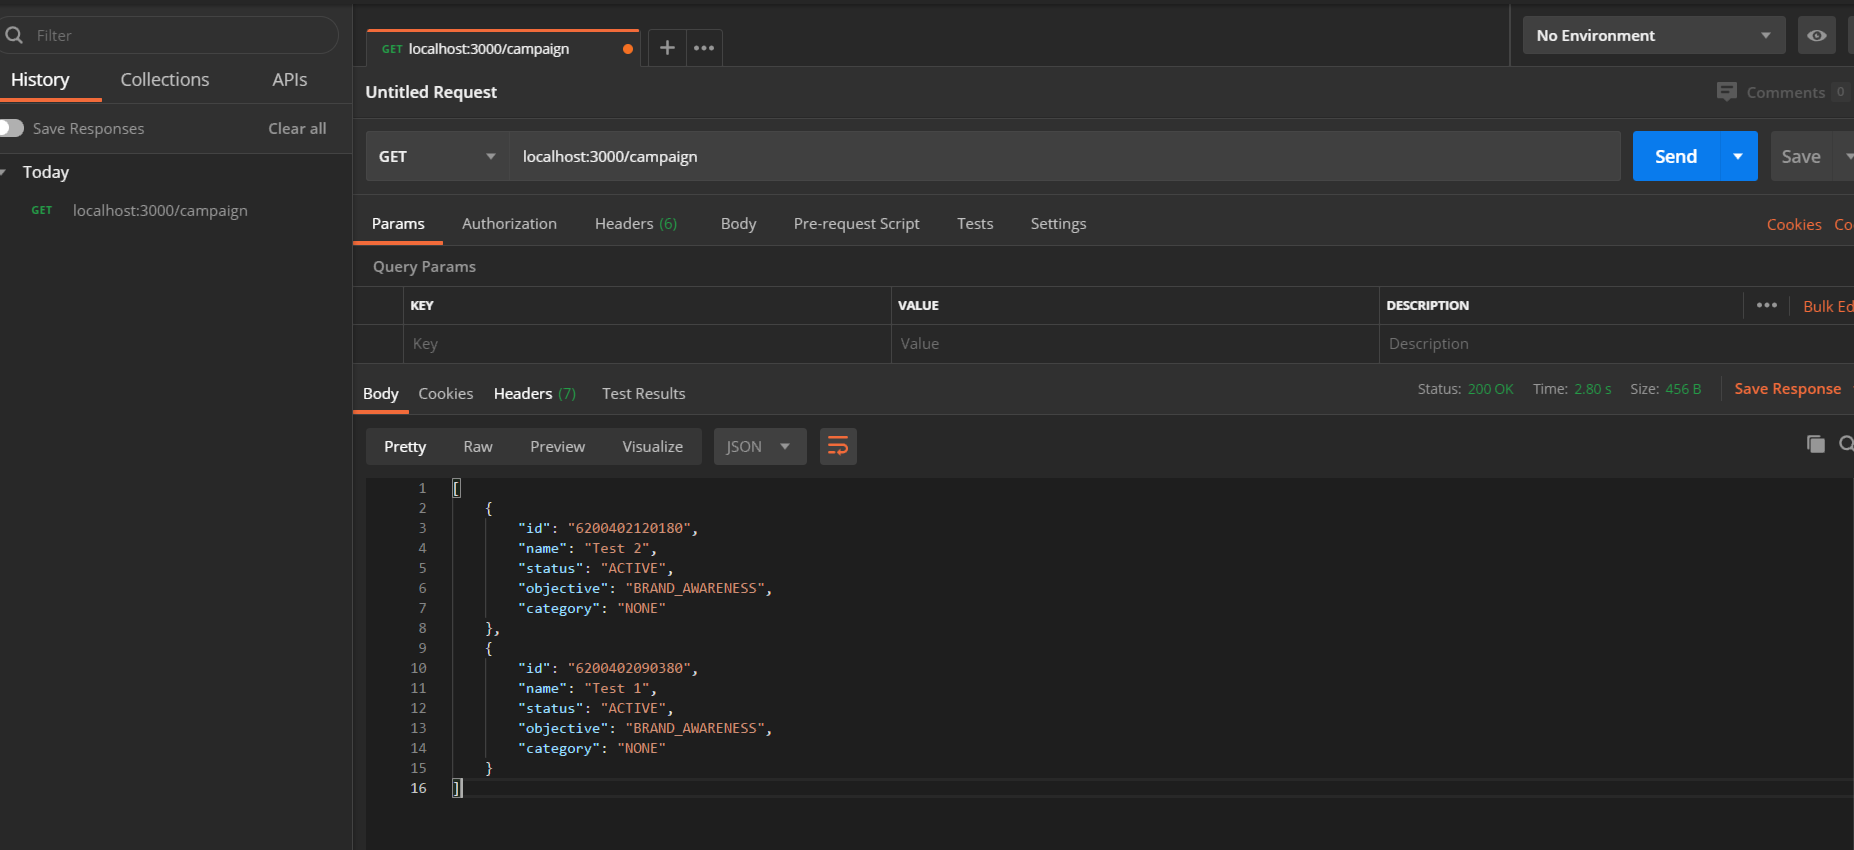 Filter
History Collections APIs
Save Responses Clear all
Today
GET localhost:3000/campaign
GET localhost:3000/campaign
No Environment
Untitled Request
Comments 0
GET localhost:3000/campaign Send Save
Params Authorization Headers (6) Body Pre-request Script Tests Settings Cookies Co
Query Params
KEY VALUE DESCRIPTION Bulk Ed
Key Value Description
Body Cookies Headers (7) Test Results Status: 200 OK Time: 2.80 s Size: 456 B Save Response
Pretty Raw Preview Visualize JSON
1 [
2 {
3 "id": "6200402120180",
4 "name": "Test 2",
5 "status": "ACTIVE",
6 "objective": "BRAND_AWARENESS",
7 "category": "NONE"
8 },
9 {
10 "id": "6200402090380",
11 "name": "Test 1",
12 "status": "ACTIVE",
13 "objective": "BRAND_AWARENESS",
14 "category": "NONE"
15 }
16 ]